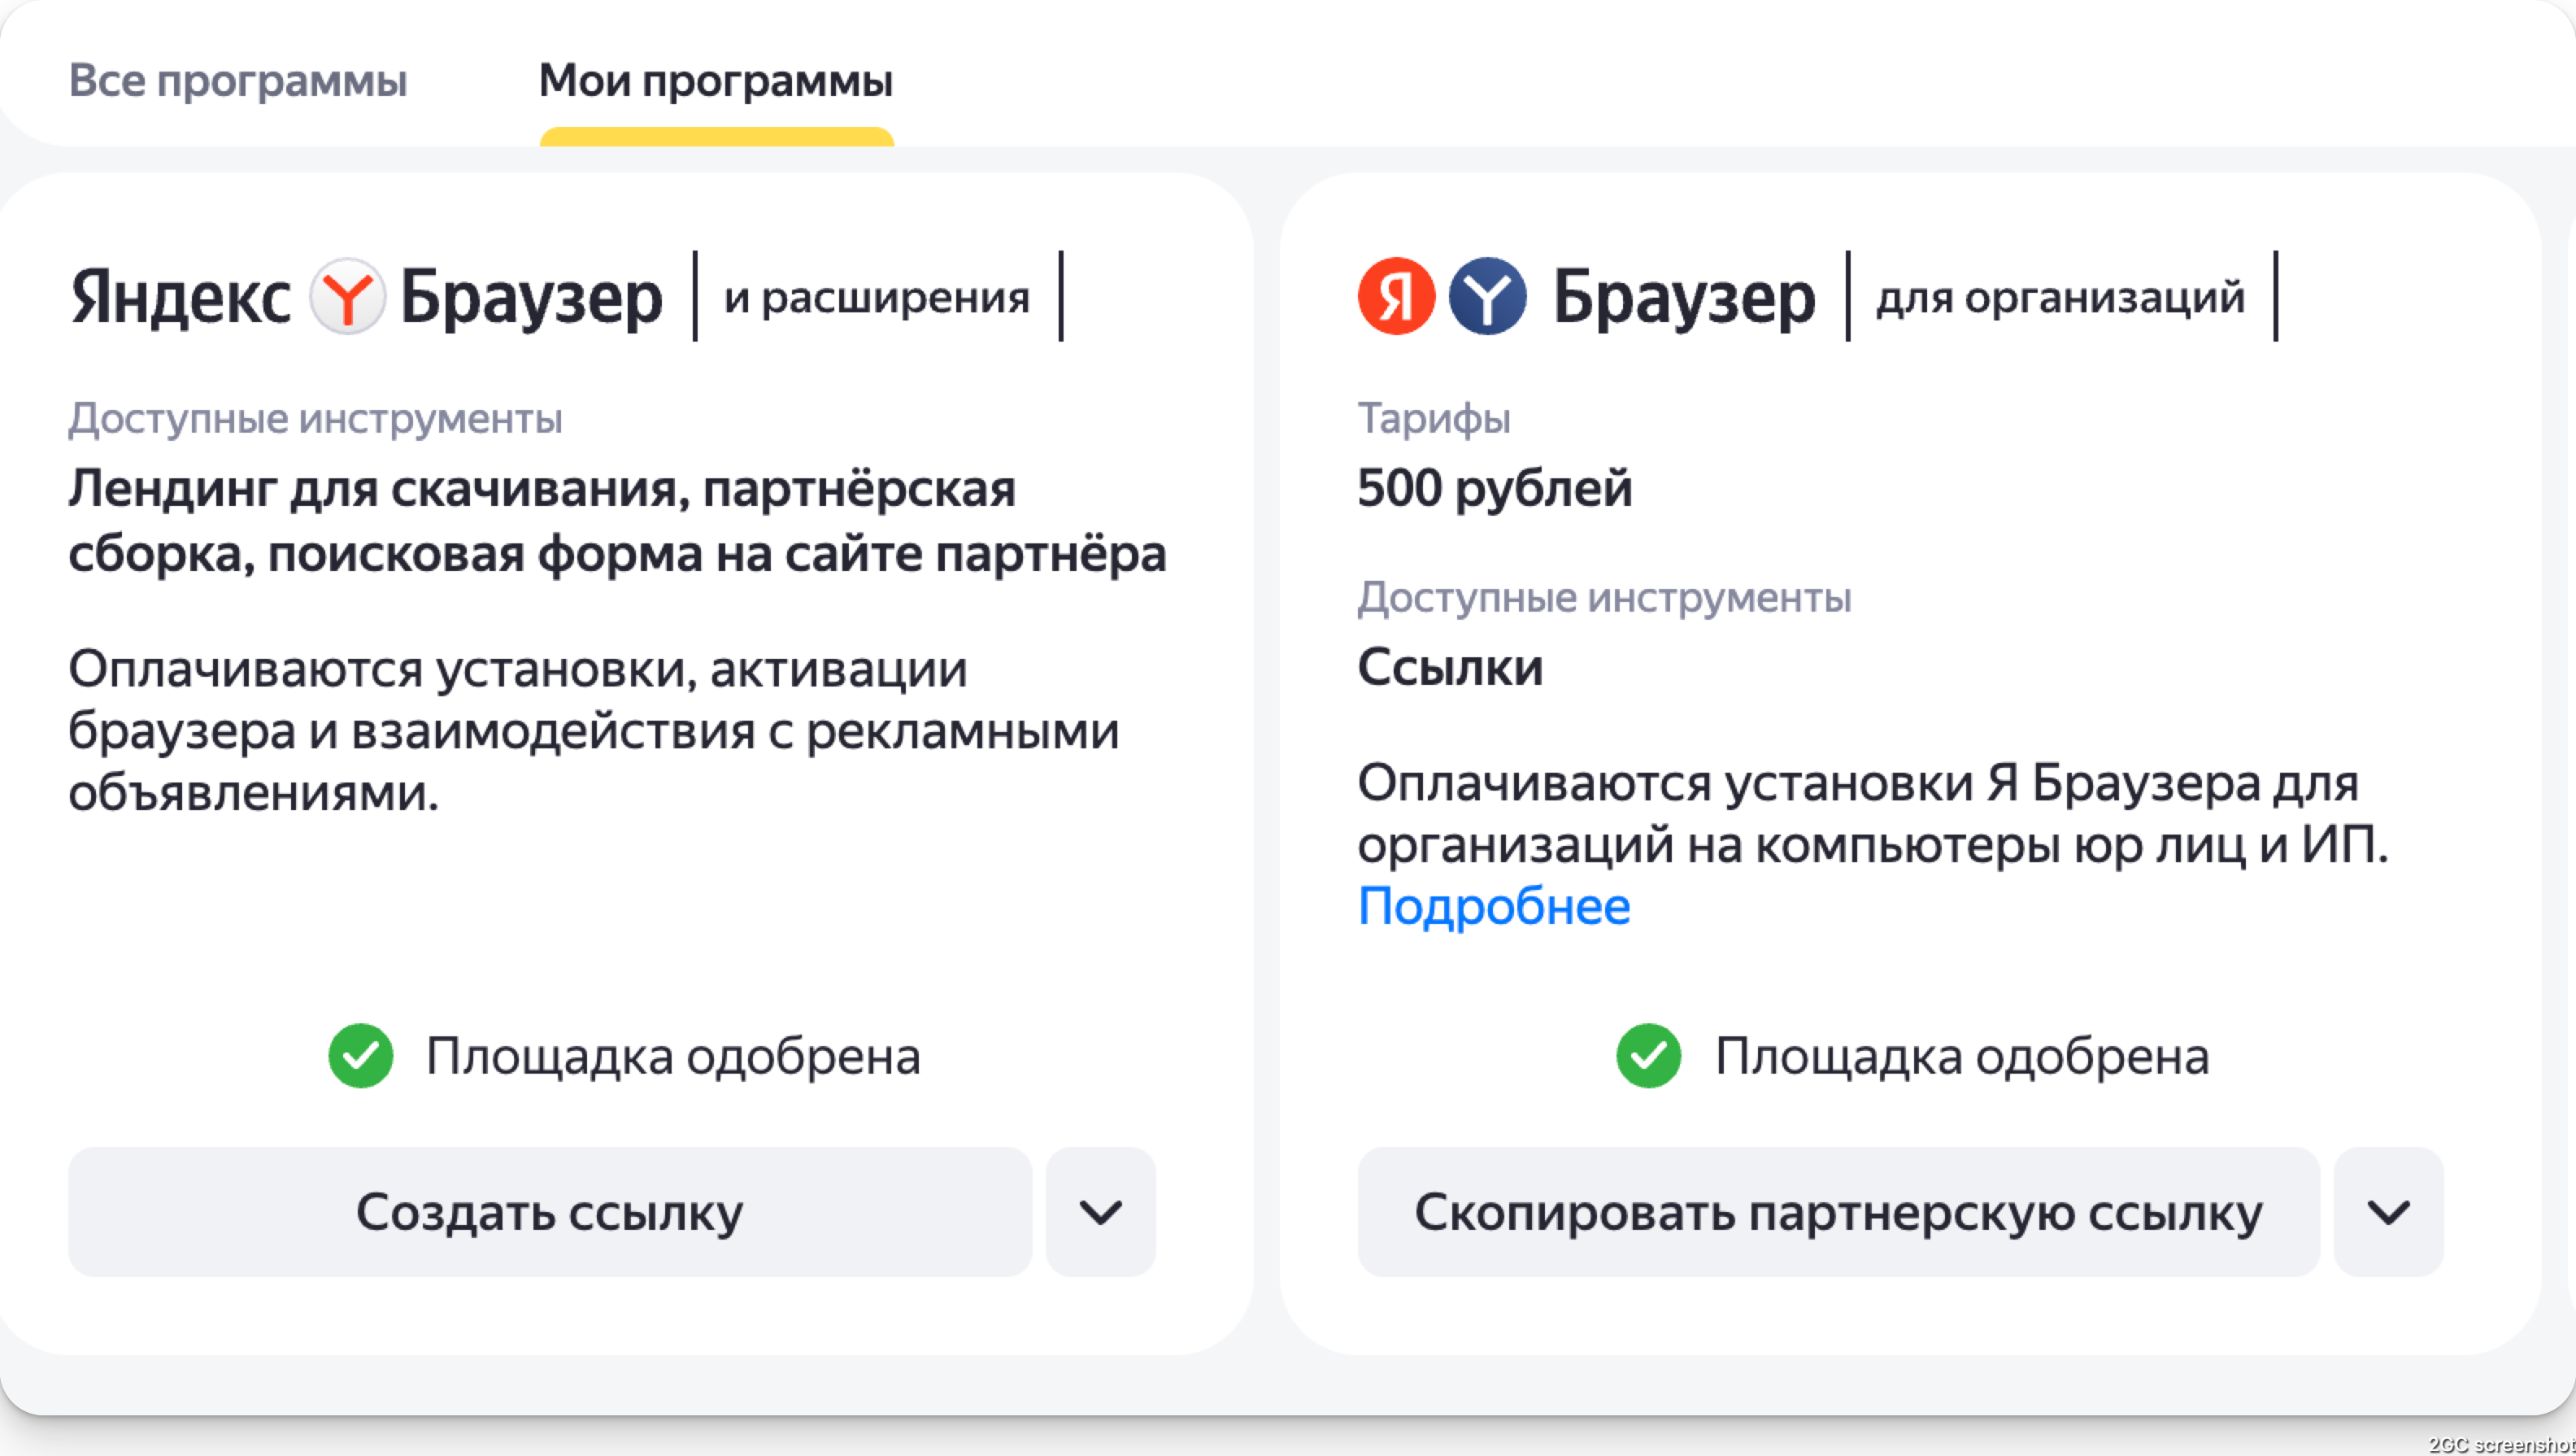 Все программы
Мои программы
Яндекс Браузер и расширения
Доступные инструменты
Лендинг для скачивания, партнёрская
сборка, поисковая форма на сайте партнёра
Оплачиваются установки, активации
браузера и взаимодействия с рекламными
объявлениями.
Площадка одобрена
Создать ссылку
Я Браузер для организаций
Тарифы
500 рублей
Доступные инструменты
Ссылки
Оплачиваются установки Я Браузера для
организаций на компьютеры юр лиц и ИП.
Подробнее
Площадка одобрена
Скопировать партнерскую ссылку
2GC screenshot